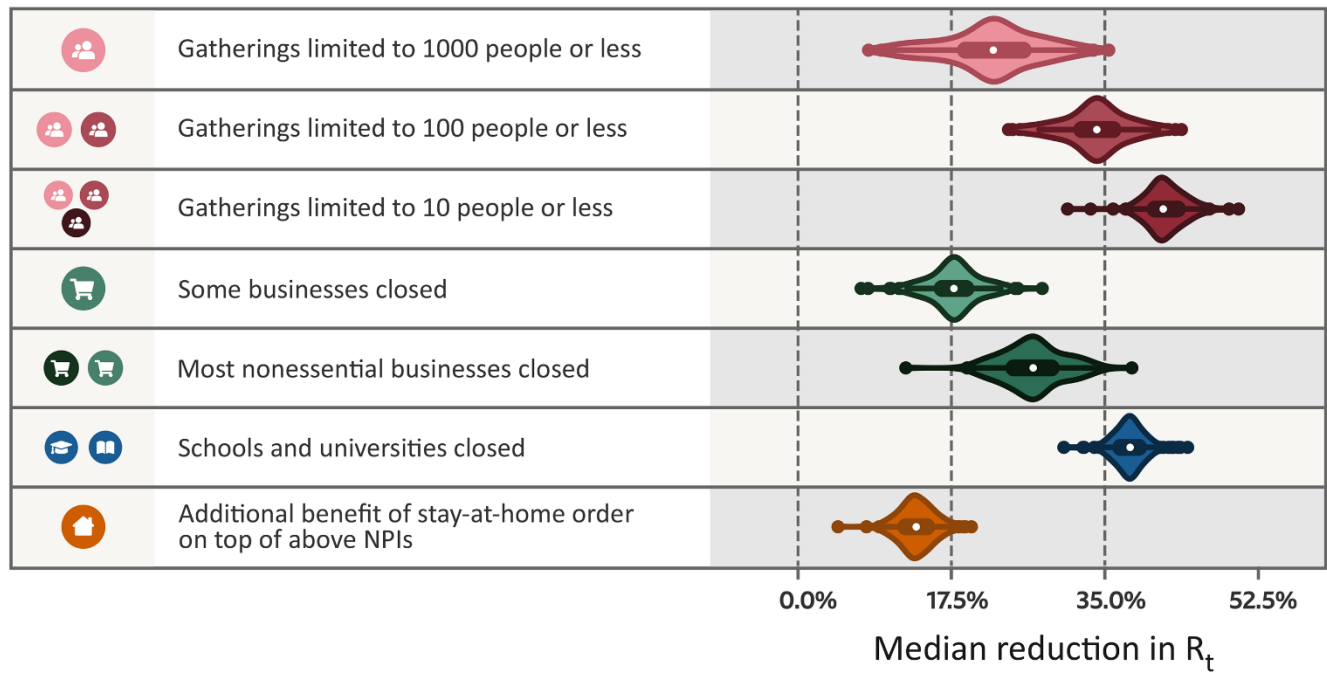 Gatherings limited to 1000 people or less
Gatherings limited to 100 people or less
Gatherings limited to 10 people or less
Some businesses closed
Most nonessential businesses closed
Schools and universities closed
Additional benefit of stay-at-home order
on top of above NPIs
0.0% 17.5% 35.0% 52.5%
Median reduction in Rt